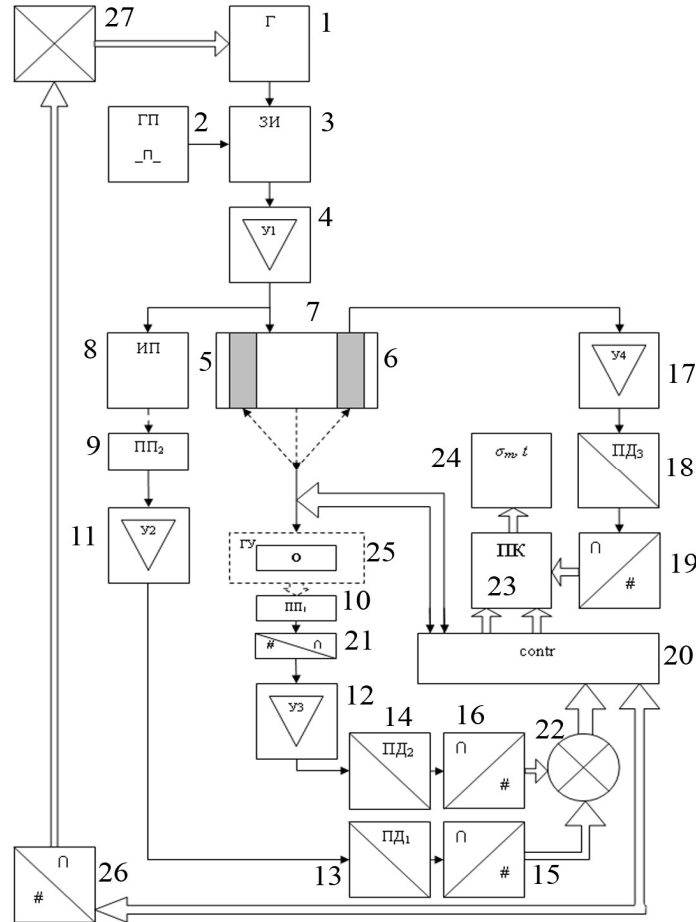 27
Г
1
ГП
2
ЗИ
3
_П_
У1
4
7
8
ИП
5
6
У4
17
9
ПП₂
24
σₘ, t
ПД₃
18
У2
11
ГУ
О
25
ПК
23
∩
#
19
ПП₁
10
#
∩
21
contr
20
У3
12
14
16
22
ПД₂
∩
#
ПД₁
13
∩
#
15
∩
#
26